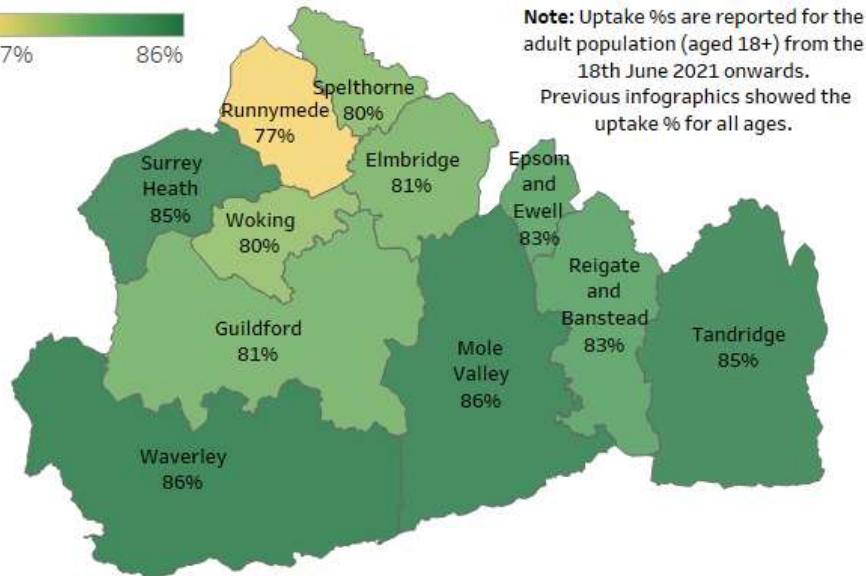 7%
86%
Note: Uptake %s are reported for the
adult population (aged 18+) from the
18th June 2021 onwards.
Previous infographics showed the
uptake % for all ages.
Spelthorne
80%
Runnymede
77%
Elmbridge
81%
Epsom
and
Ewell
83%
Surrey
Heath
85%
Woking
80%
Reigate
and
Banstead
83%
Guildford
81%
Mole
Valley
86%
Tandridge
85%
Waverley
86%